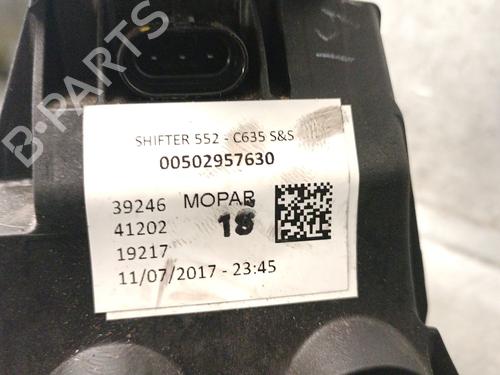 SHIFTER 552 - C635 S&S
00502957630
39246 MOPAR
41202 18
19217
11/07/2017 - 23:45
B-PARTS